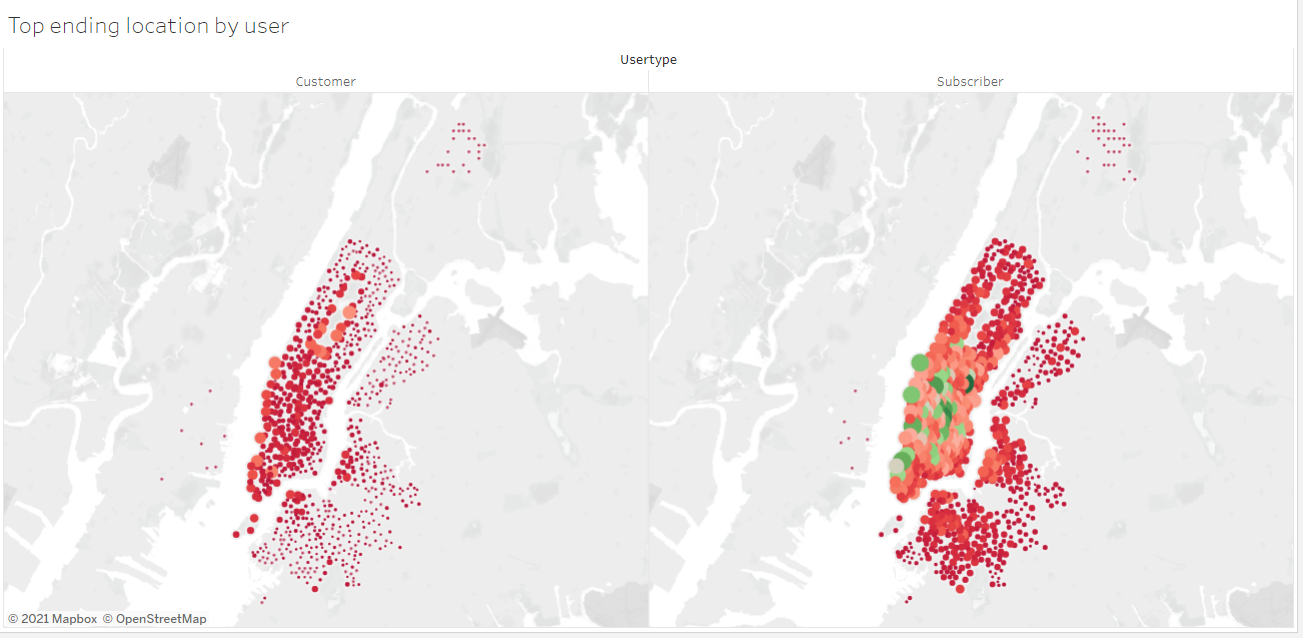 Top ending location by user
Usertype
Customer
Subscriber
© 2021 Mapbox © OpenStreetMap